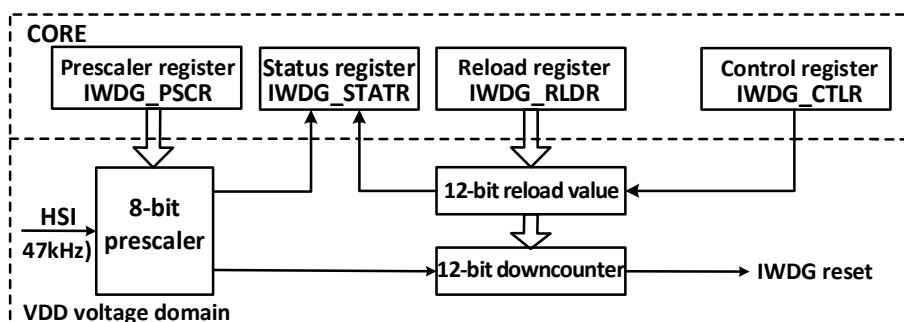 CORE
Prescaler register
IWDG_PSCR
Status register
IWDG_STATR
Reload register
IWDG_RLDR
Control register
IWDG_CTLR
HSI
47kHz)
8-bit
prescaler
12-bit reload value
12-bit downcounter
IWDG reset
VDD voltage domain